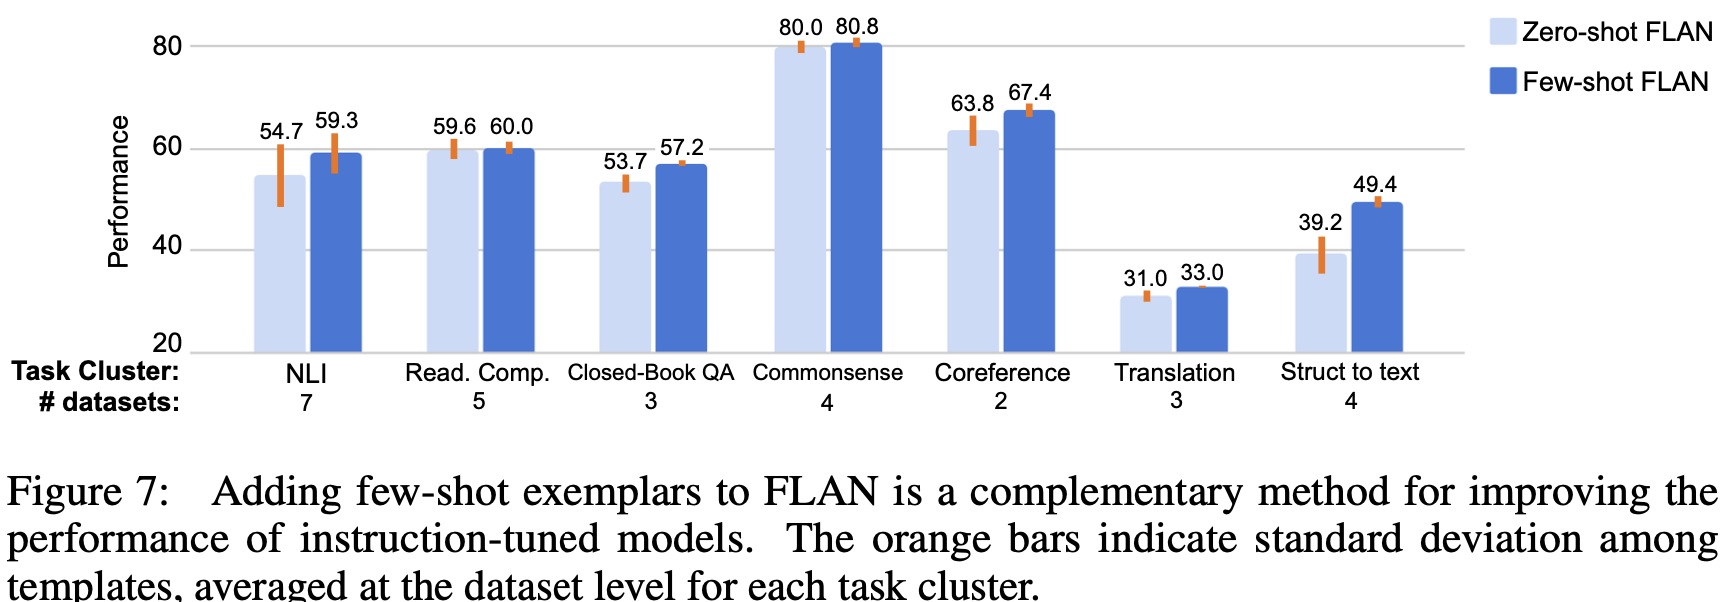 80.0 80.8
Zero-shot FLAN
Few-shot FLAN
80
67.4
63.8
59.3
54.7
59.6 60.0
57.2
53.7
60
49.4
39.2
40
31.0 33.0
20
Performance
Task Cluster: NLI Read. Comp. Closed-Book QA Commonsense Coreference Translation Struct to text
# datasets: 7 5 3 4 2 3 4
Figure 7: Adding few-shot exemplars to FLAN is a complementary method for improving the
performance of instruction-tuned models. The orange bars indicate standard deviation among
templates, averaged at the dataset level for each task cluster.